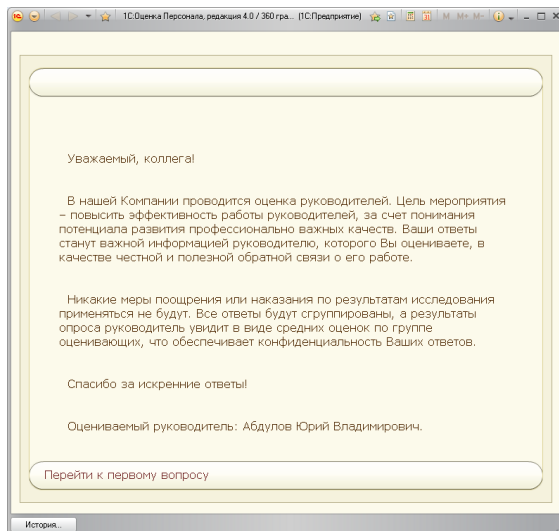 1С:Оценка Персонала, редакция 4.0 / 360 гра... (1С:Предприятие)
M M+ M-
Уважаемый, коллега!
В нашей Компании проводится оценка руководителей. Цель мероприятия
– повысить эффективность работы руководителей, за счет понимания
потенциала развития профессионально важных качеств. Ваши ответы
станут важной информацией руководителю, которого Вы оцениваете, в
качестве честной и полезной обратной связи о его работе.
Никакие меры поощрения или наказания по результатам исследования
применяться не будут. Все ответы будут сгруппированы, а результаты
опроса руководитель увидит в виде средних оценок по группе
оценивающих, что обеспечивает конфиденциальность Ваших ответов.
Спасибо за искренние ответы!
Оцениваемый руководитель: Абдулов Юрий Владимирович.
Перейти к первому вопросу
История...